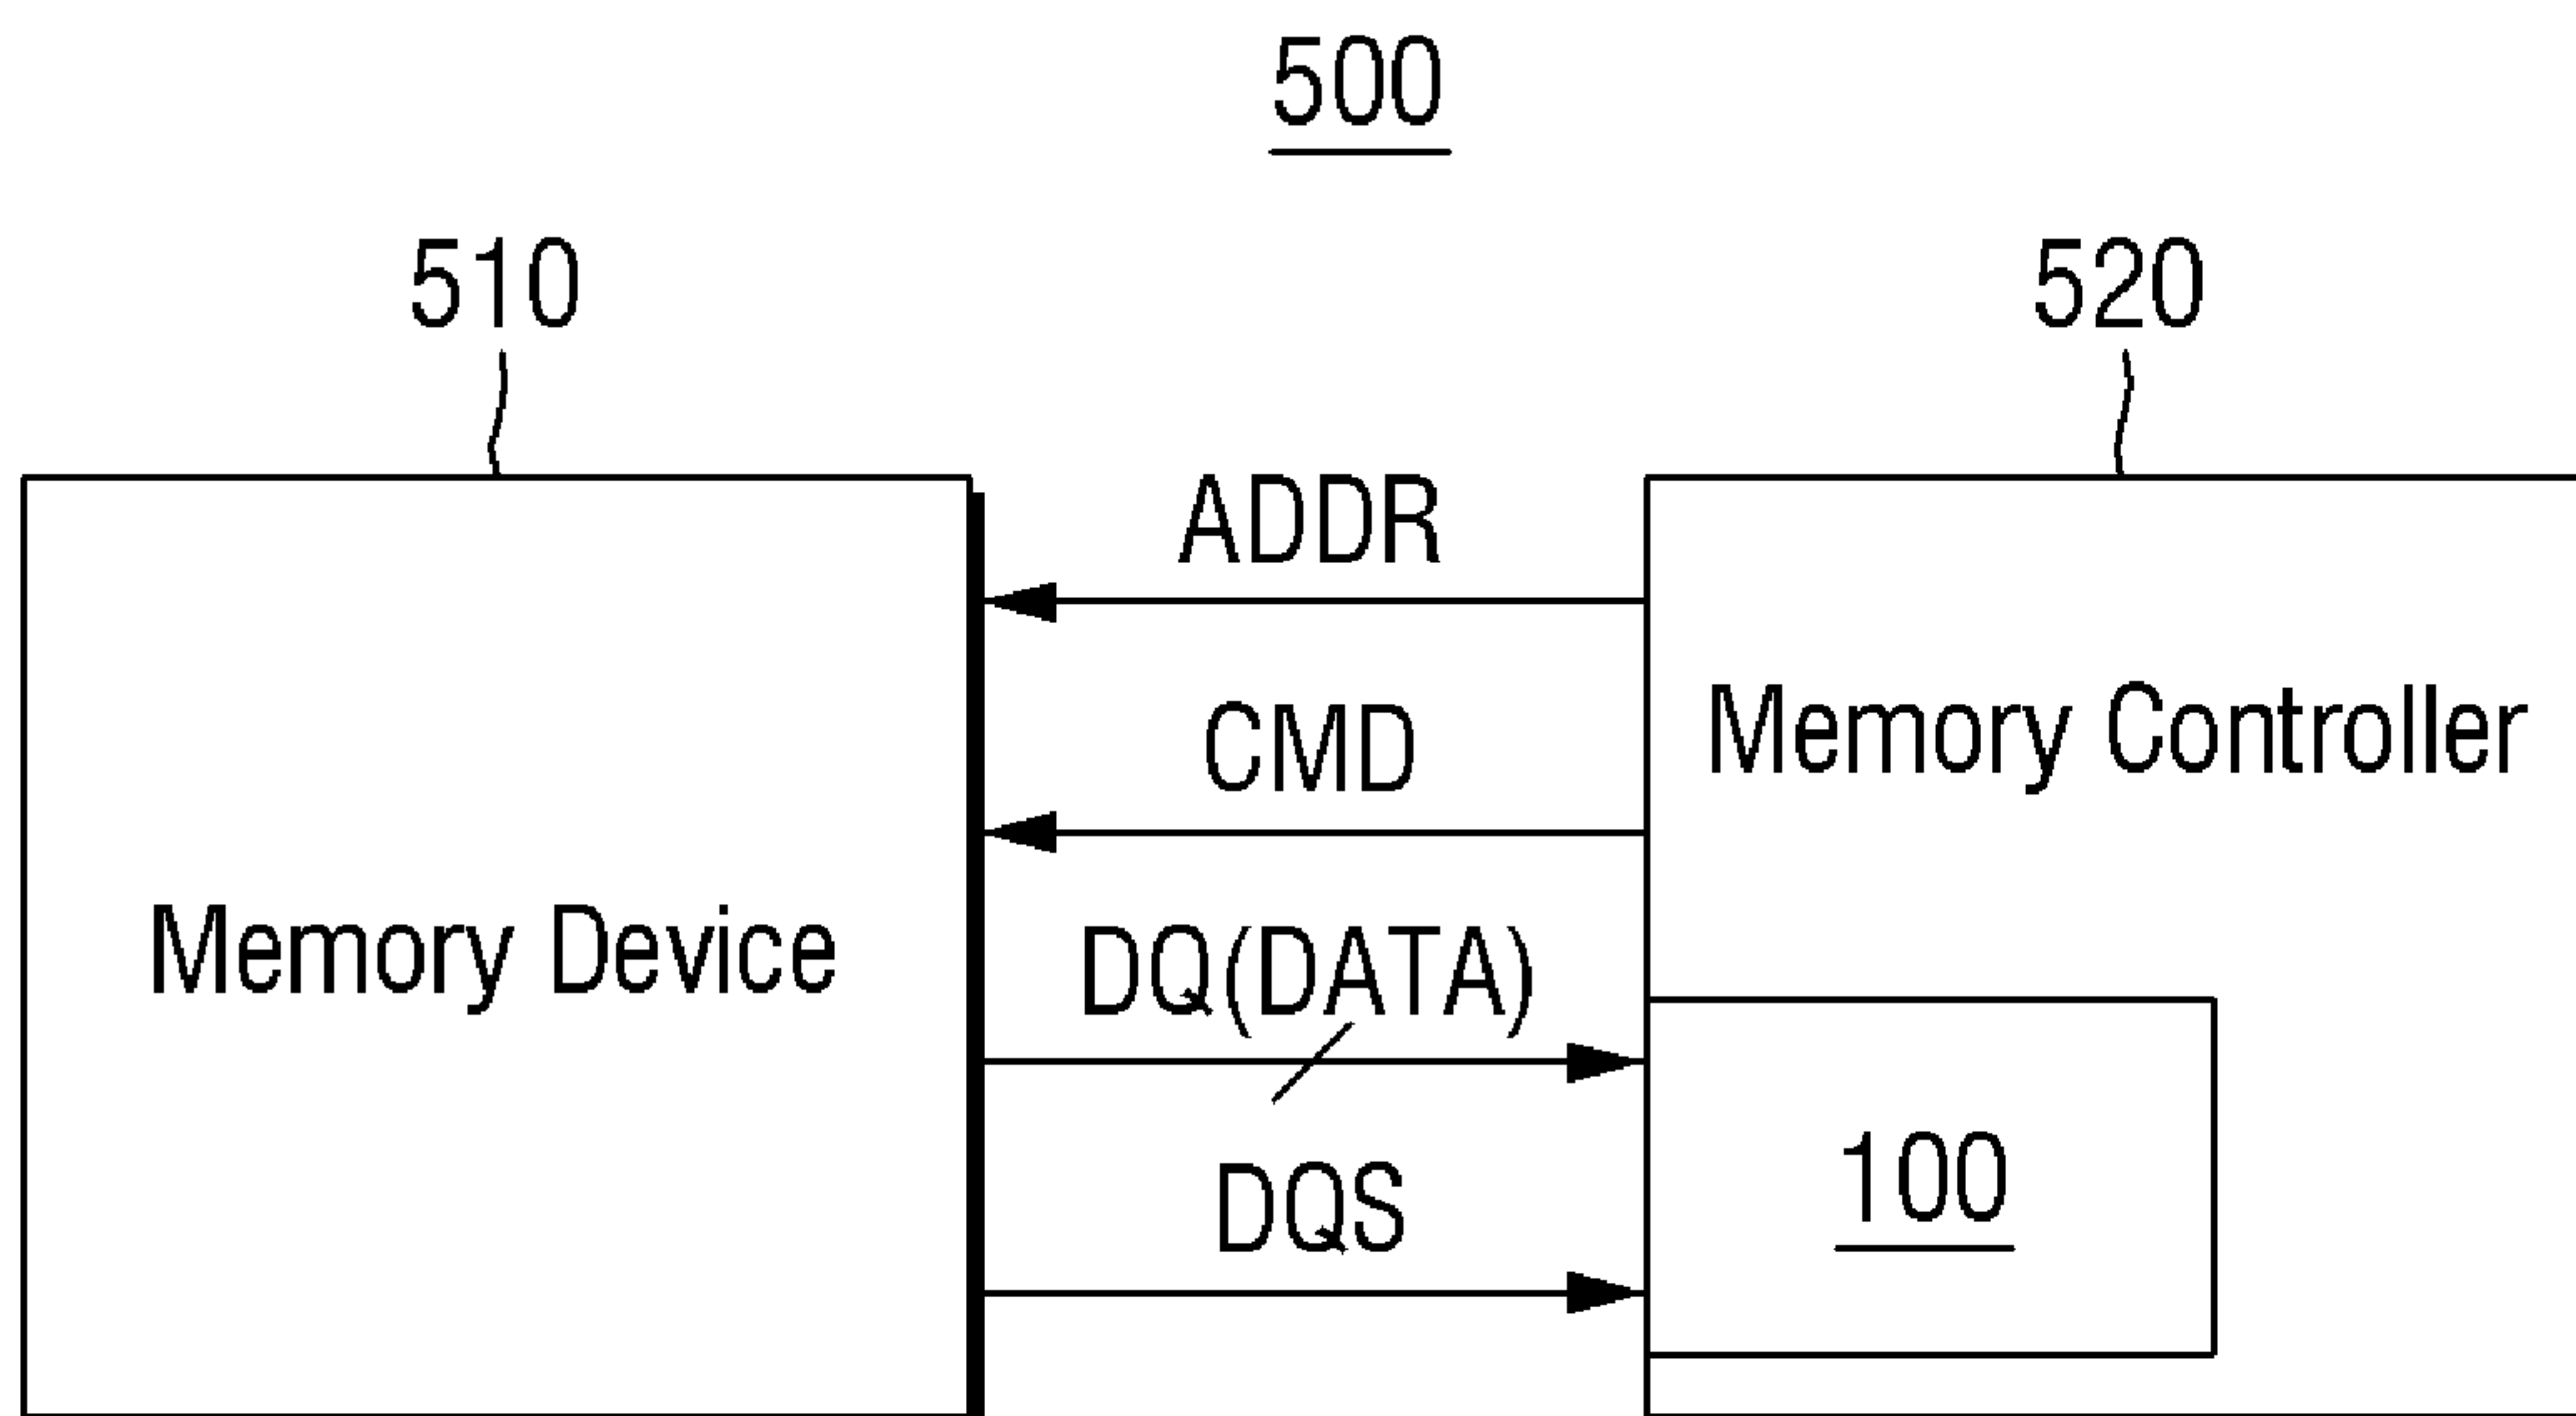 500
510
520
ADDR
CMD
Memory Controller
Memory Device
DQ(DATA)
DQS
100